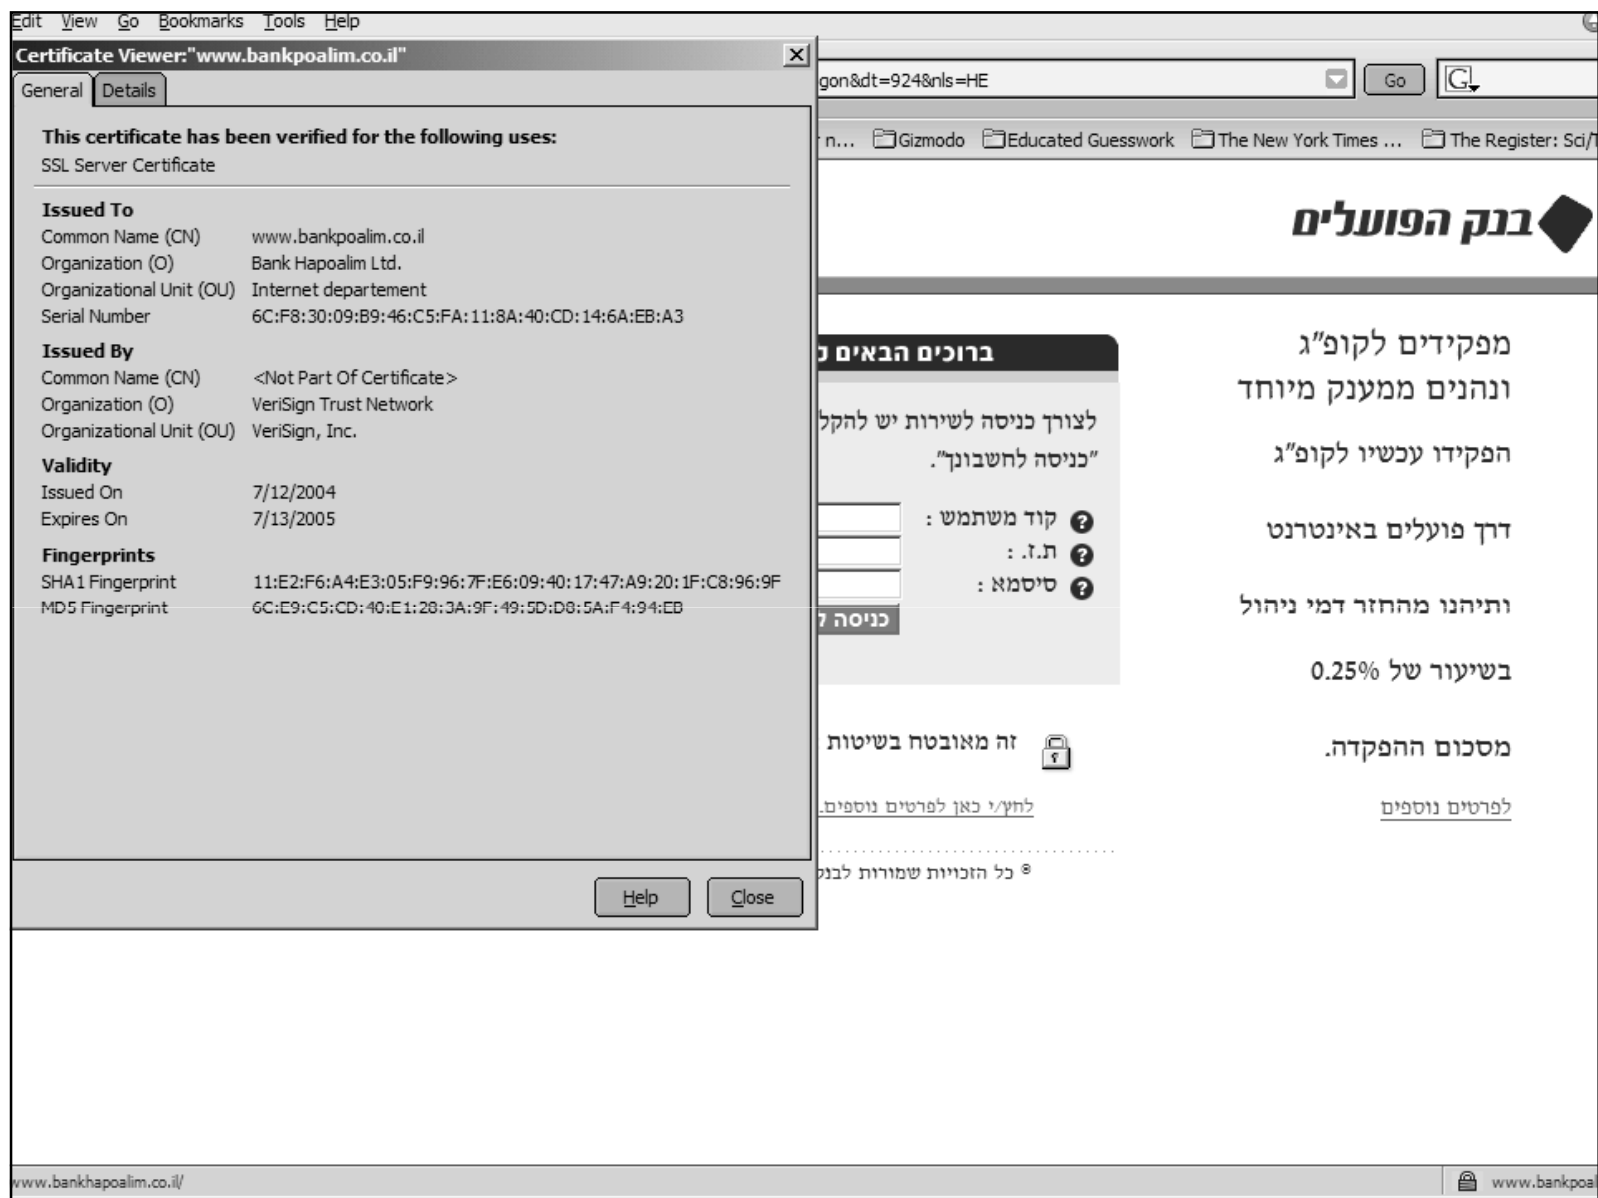 Edit View Go Bookmarks Tools Help
Certificate Viewer:"www.bankpoalim.co.il"
General Details
This certificate has been verified for the following uses:
SSL Server Certificate
Issued To
Common Name (CN) www.bankpoalim.co.il
Organization (O) Bank Hapoalim Ltd.
Organizational Unit (OU) Internet departement
Serial Number 6C:F8:30:09:B9:46:C5:FA:11:8A:40:CD:14:6A:EB:A3
Issued By
Common Name (CN) <Not Part Of Certificate>
Organization (O) VeriSign Trust Network
Organizational Unit (OU) VeriSign, Inc.
Validity
Issued On 7/12/2004
Expires On 7/13/2005
Fingerprints
SHA1 Fingerprint 11:E2:F6:A4:E3:05:F9:96:7F:E6:09:40:17:47:A9:20:1F:C8:96:9F
MD5 Fingerprint 6C:E9:C5:CD:40:E1:28:3A:9F:49:5D:D8:5A:F4:94:EB
Help Close
gon&dt=924&nls=HE Go G
n... Gizmodo Educated Guesswork The New York Times ... The Register: Sci/
בנק הפועלים
ברוכים הבאים
לצורך כניסה לשירות יש להקל
"כניסה לחשבונך".
קוד משתמש :
ת.ז. :
סיסמא :
כניסה
זה מאובטח בשיטות
לחץ/י כאן לפרטים נוספים.
© כל הזכויות שמורות לבנק
מפקידים לקופ"ג
ונהנים ממענק מיוחד
הפקידו עכשיו לקופ"ג
דרך פועלים באינטרנט
ותיהנו מהחזר דמי ניהול
בשיעור של 0.25%
מסכום ההפקדה.
לפרטים נוספים
www.bankhapoalim.co.il/ www.bankpoal